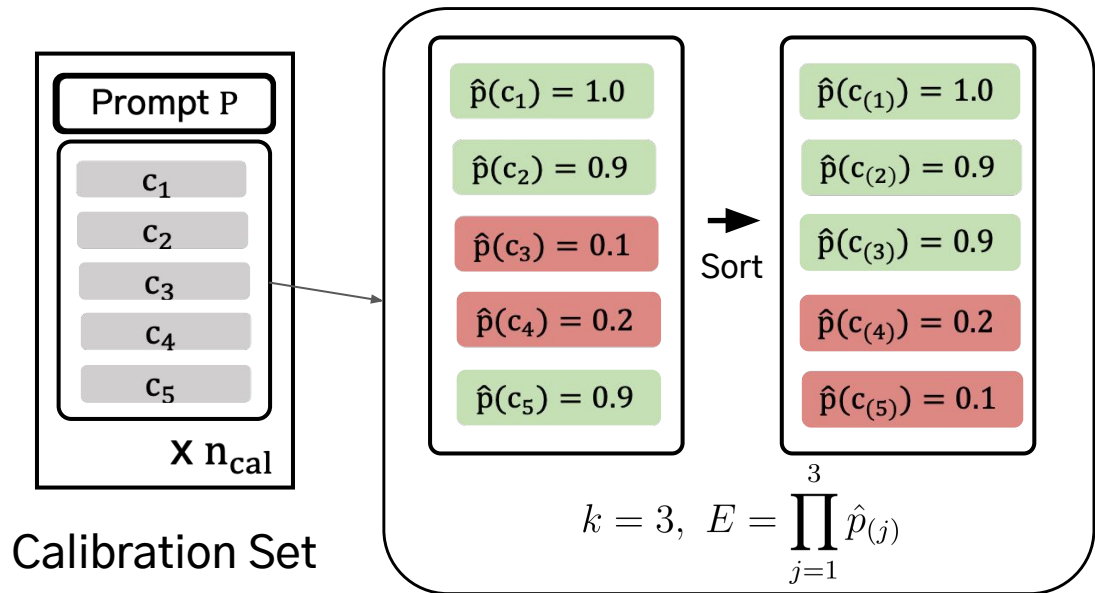 Prompt P
c₁
c₂
c₃
c₄
c₅
x n_cal
Calibration Set
p̂(c₁) = 1.0
p̂(c₂) = 0.9
p̂(c₃) = 0.1
p̂(c₄) = 0.2
p̂(c₅) = 0.9
Sort
p̂(c₍₁₎) = 1.0
p̂(c₍₂₎) = 0.9
p̂(c₍₃₎) = 0.9
p̂(c₍₄₎) = 0.2
p̂(c₍₅₎) = 0.1
k = 3, E = ∏_{j=1}^{3} p̂_{(j)}